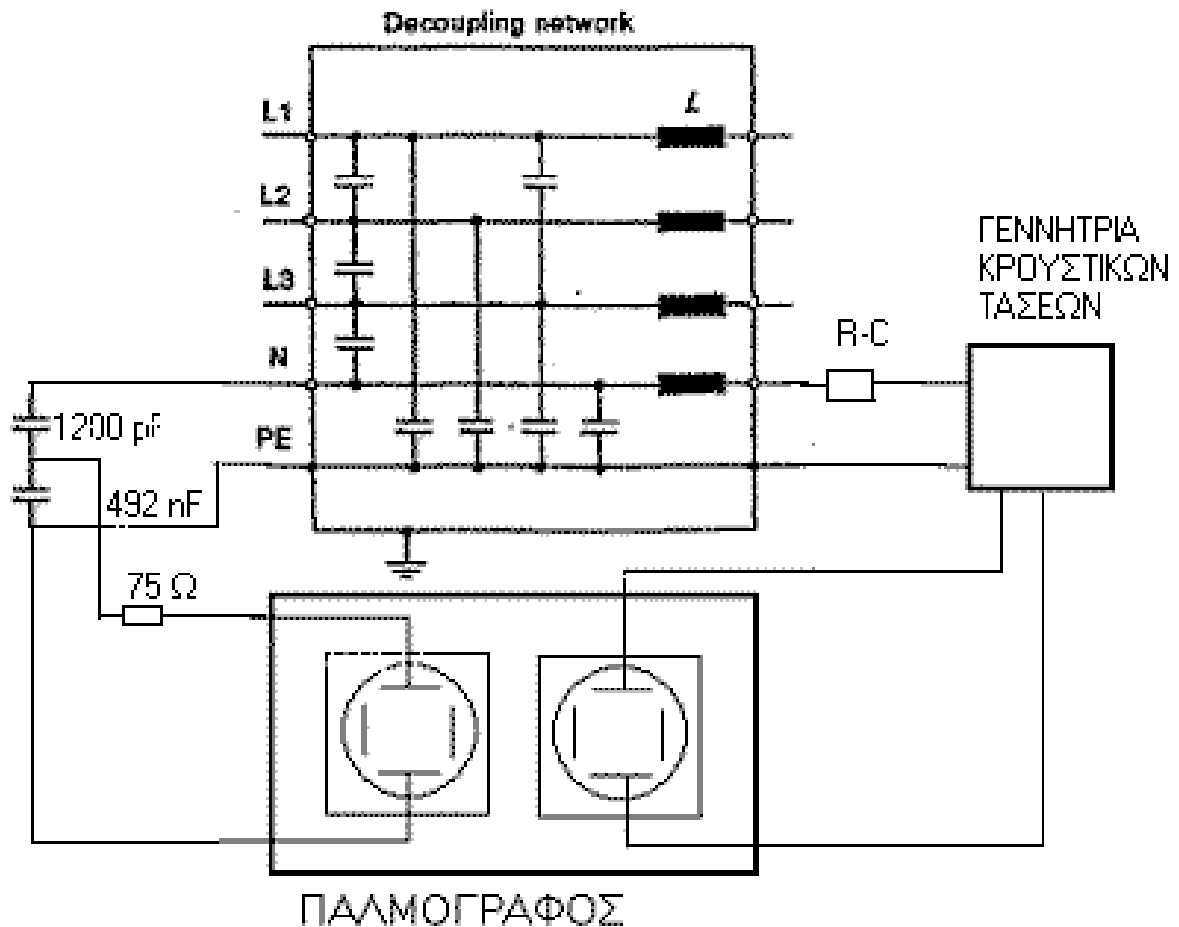 Decoupling network
L1
L
L2
ΓΕΝΝΗΤΡΙΑ
ΚΡΟΥΣΤΙΚΩΝ
ΤΑΣΕΩΝ
L3
R-C
N
1200 pF
PE
492 nF
75 Ω
ΠΑΛΜΟΓΡΑΦΟΣ